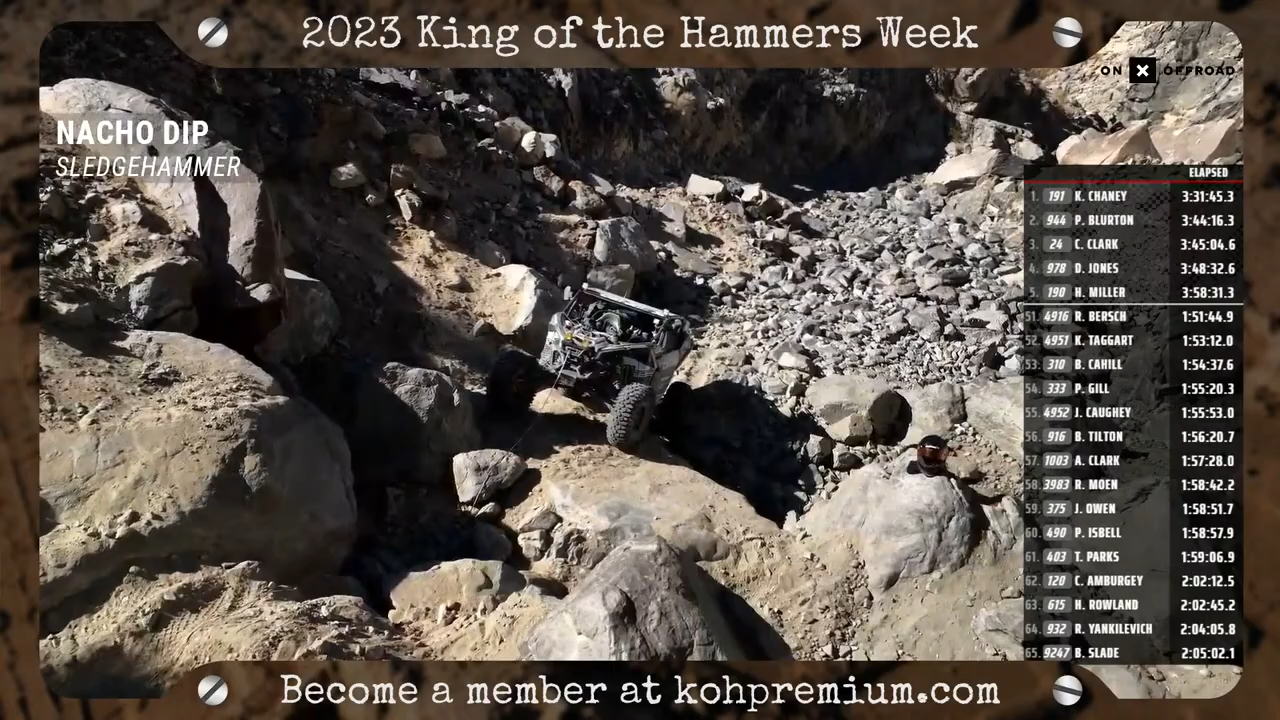 2023 King of the Hammers Week
ON X OFFROAD
NACHO DIP
SLEDGEHAMMER
ELAPSED
1. 191 K. CHANEY 3:31:45.3
2. 944 P. BLURTON 3:44:16.3
3. 24 C. CLARK 3:45:04.6
4. 978 D. JONES 3:48:32.6
5. 190 H. MILLER 3:58:31.3
51. 4916 R. BERSCH 1:51:44.9
52. 4951 K. TAGGART 1:53:12.0
53. 310 B. CAHILL 1:54:37.6
54. 333 P. GILL 1:55:20.3
55. 4952 J. CAUGHEY 1:55:53.0
56. 916 B. TILTON 1:56:20.7
57. 1003 A. CLARK 1:57:28.0
58. 3983 R. MOEN 1:58:42.2
59. 375 J. OWEN 1:58:51.7
60. 490 P. ISBELL 1:58:57.9
61. 403 T. PARKS 1:59:06.9
62. 120 C. AMBURGEY 2:02:12.5
63. 615 H. ROWLAND 2:02:45.2
64. 932 R. YANKILEVICH 2:04:05.8
65. 9247 B. SLADE 2:05:02.1
Become a member at kohpremium.com